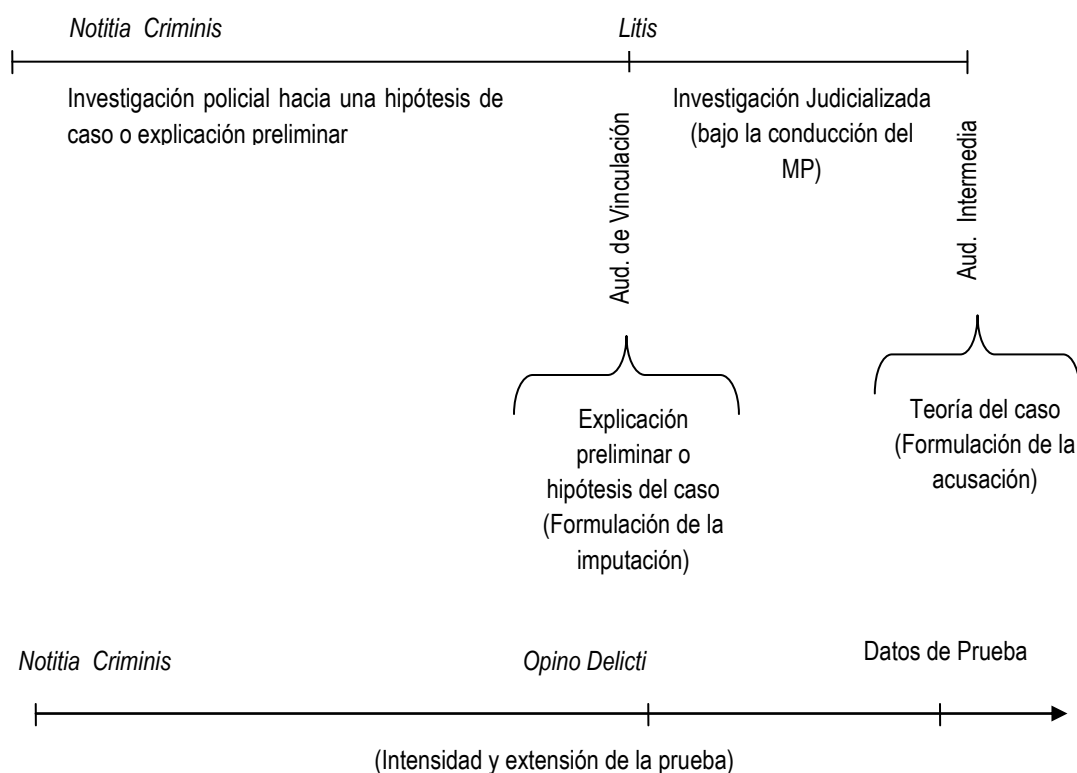 Notitia Criminis
Litis
Investigación policial hacia una hipótesis de
caso o explicación preliminar
Investigación Judicializada
(bajo la conducción del
MP)
Aud. de Vinculación
Aud. Intermedia
Explicación
preliminar o
hipótesis del caso
(Formulación de la
imputación)
Teoría del caso
(Formulación de la
acusación)
Notitia Criminis
Opino Delicti
Datos de Prueba
(Intensidad y extensión de la prueba)